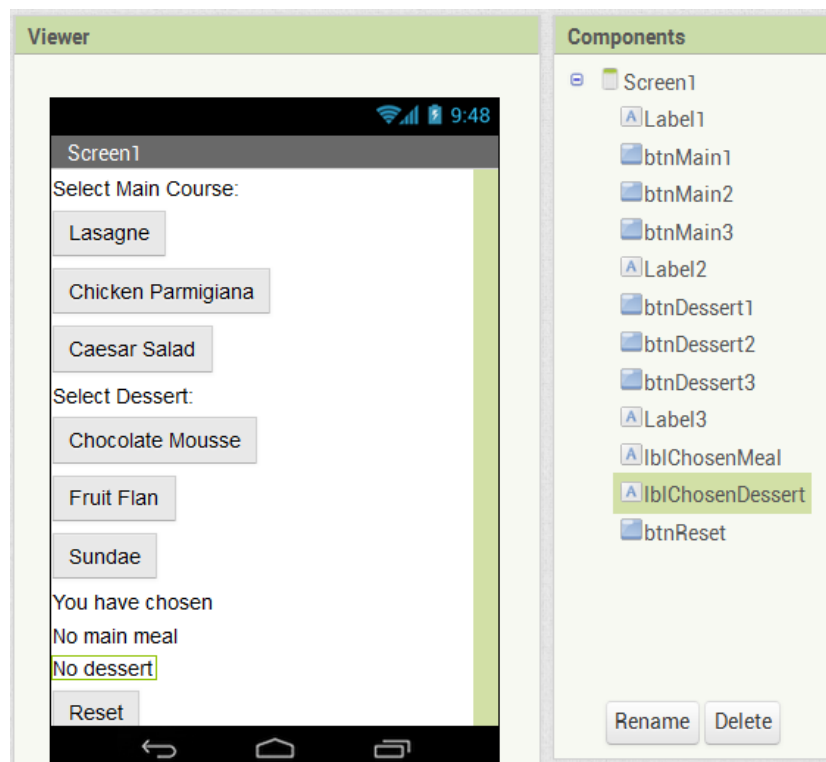 Viewer
9:48
Screen1
Select Main Course:
Lasagne
Chicken Parmigiana
Caesar Salad
Select Dessert:
Chocolate Mousse
Fruit Flan
Sundae
You have chosen
No main meal
No dessert
Reset
Components
Screen1
A Label1
btnMain1
btnMain2
btnMain3
A Label2
btnDessert1
btnDessert2
btnDessert3
A Label3
A lblChosenMeal
A lblChosenDessert
btnReset
Rename Delete